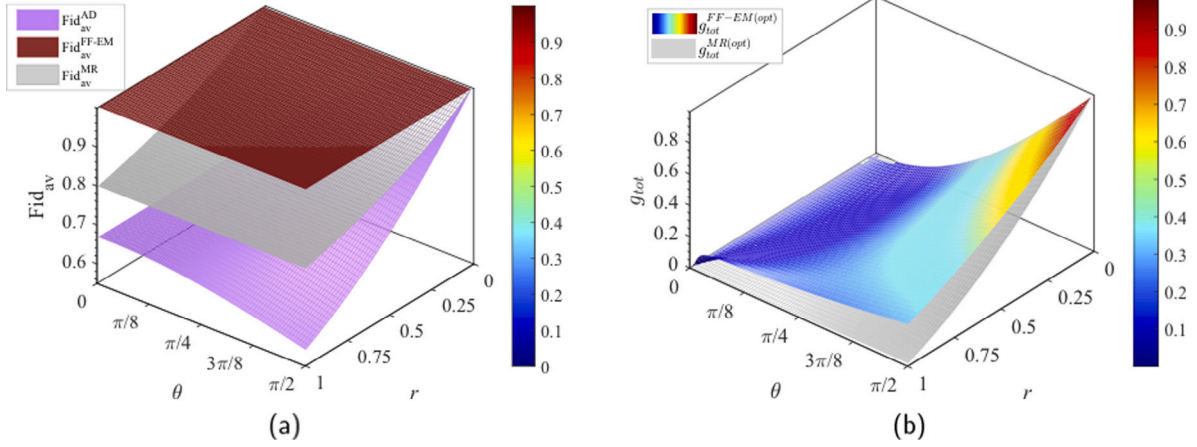 Fid_av^AD
Fid_av^FF-EM
Fid_av^MR
Fid_av
0.9
0.8
0.7
0.6
0
π/8
π/4
3π/8
π/2
θ
1
0.75
0.5
0.25
0
r
0.9
0.8
0.7
0.6
0.5
0.4
0.3
0.2
0.1
0
(a)
g_tot^FF-EM(opt)
g_tot^MR(opt)
g_tot
0.8
0.6
0.4
0.2
0
0
π/8
π/4
3π/8
π/2
θ
1
0.75
0.5
0.25
0
r
0.9
0.8
0.7
0.6
0.5
0.4
0.3
0.2
0.1
(b)